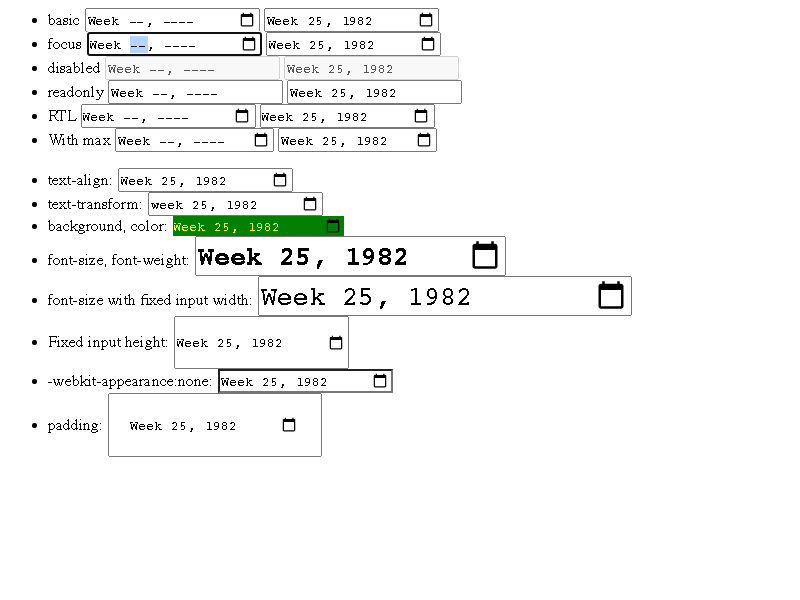 basic Week --, ---- Week 25, 1982
focus Week --, ---- Week 25, 1982
disabled Week --, ---- Week 25, 1982
readonly Week --, ---- Week 25, 1982
RTL Week --, ---- Week 25, 1982
With max Week --, ---- Week 25, 1982
text-align: Week 25, 1982
text-transform: week 25, 1982
background, color: Week 25, 1982
font-size, font-weight: Week 25, 1982
font-size with fixed input width: Week 25, 1982
Fixed input height: Week 25, 1982
-webkit-appearance:none: Week 25, 1982
padding: Week 25, 1982